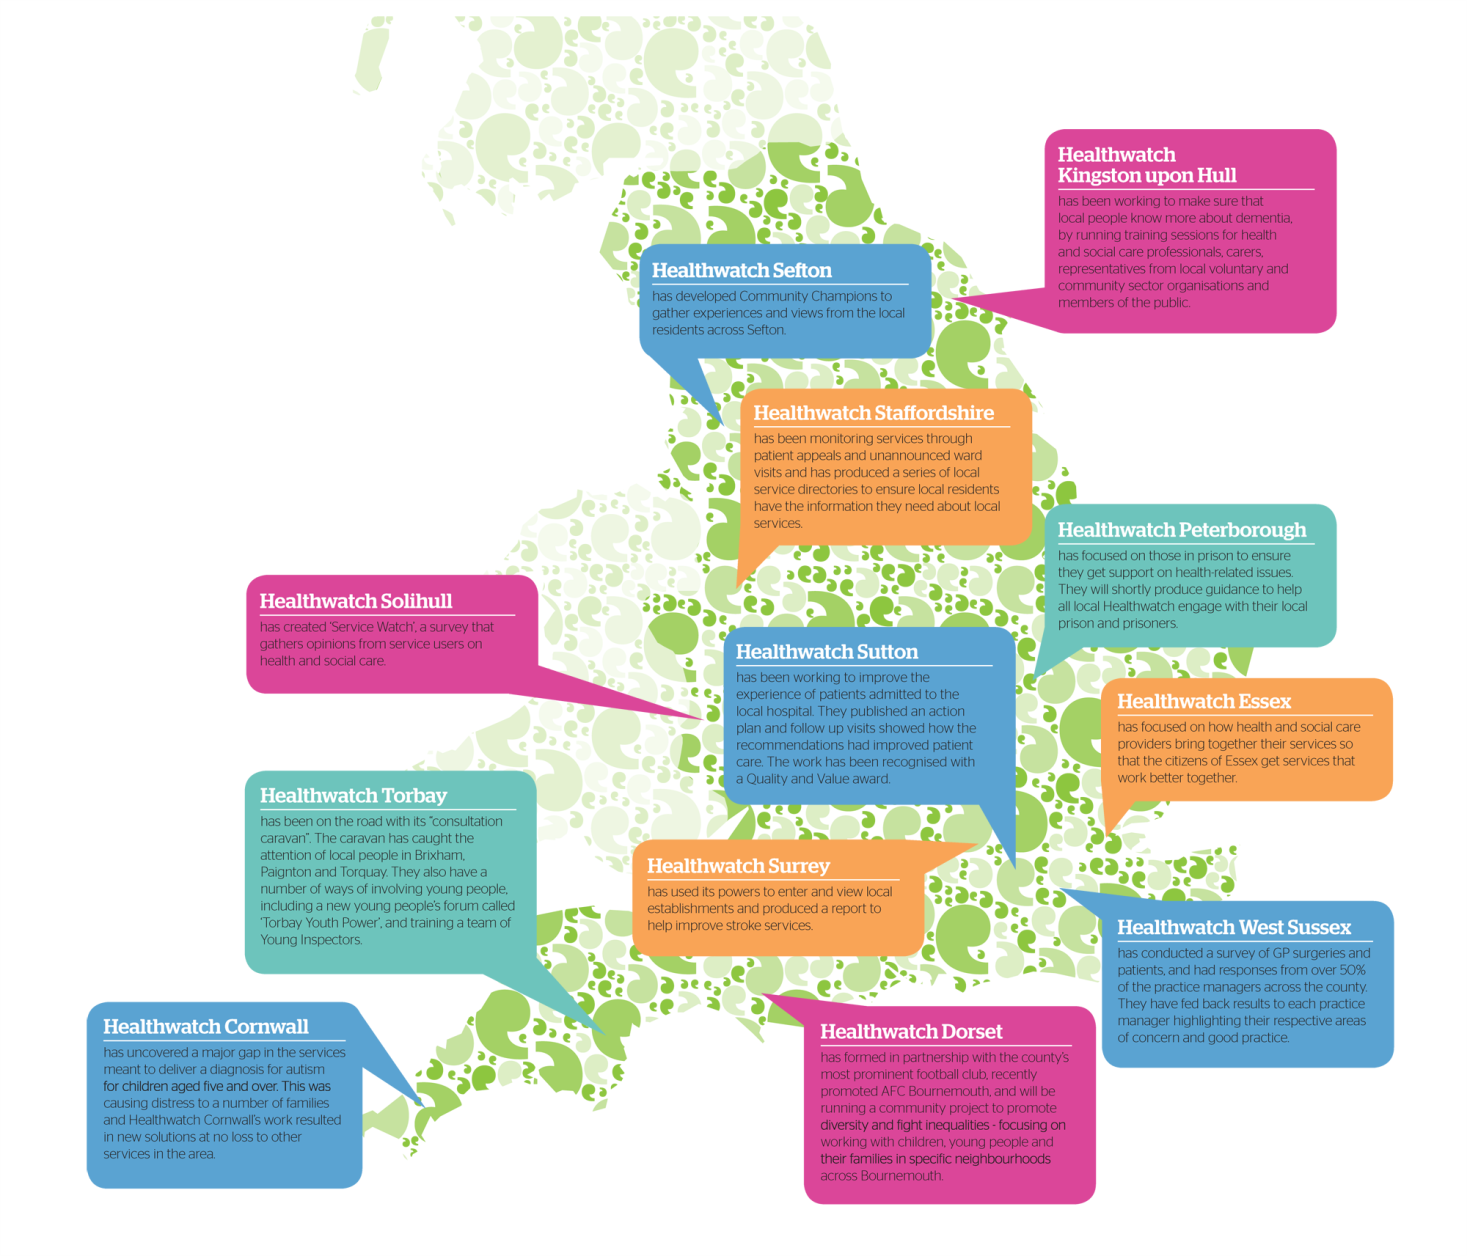 Healthwatch
Kingston upon Hull
has been working to make sure that
local people know more about dementia,
by running training sessions for health
and social care professionals, carers,
representatives from local voluntary and
community sector organisations and
members of the public.
Healthwatch Sefton
has developed Community Champions to
gather experiences and views from the local
residents across Sefton.
Healthwatch Staffordshire
has been monitoring services through
patient appeals and unannounced ward
visits and has produced a series of local
service directories to ensure local residents
have the information they need about local
services.
Healthwatch Peterborough
has focused on those in prison to ensure
they get support on health-related issues.
They will shortly produce guidance to help
all local Healthwatch engage with their local
prison and prisoners.
Healthwatch Solihull
has created ‘Service Watch’, a survey that
gathers opinions from service users on
health and social care.
Healthwatch Sutton
has been working to improve the
experience of patients admitted to the
local hospital. They published an action
plan and follow up visits showed how the
recommendations had improved patient
care. The work has been recognised with
a Quality and Value award.
Healthwatch Essex
has focused on how health and social care
providers bring together their services so
that the citizens of Essex get services that
work better together.
Healthwatch Torbay
has been on the road with its “consultation
caravan”. The caravan has caught the
attention of local people in Brixham,
Paignton and Torquay. They also have a
number of ways of involving young people,
including a new young people’s forum called
‘Torbay Youth Power’, and training a team of
Young Inspectors.
Healthwatch Surrey
has used its powers to enter and view local
establishments and produced a report to
help improve stroke services.
Healthwatch West Sussex
has conducted a survey of GP surgeries and
patients, and had responses from over 50%
of the practice managers across the county.
They have fed back results to each practice
manager highlighting their respective areas
of concern and good practice.
Healthwatch Cornwall
has uncovered a major gap in the services
meant to deliver a diagnosis for autism
for children aged five and over. This was
causing distress to a number of families
and Healthwatch Cornwall’s work resulted
in new solutions at no loss to other
services in the area.
Healthwatch Dorset
has formed in partnership with the county’s
most prominent football club, recently
promoted AFC Bournemouth, and will be
running a community project to promote
diversity and fight inequalities - focusing on
working with children, young people and
their families in specific neighbourhoods
across Bournemouth.